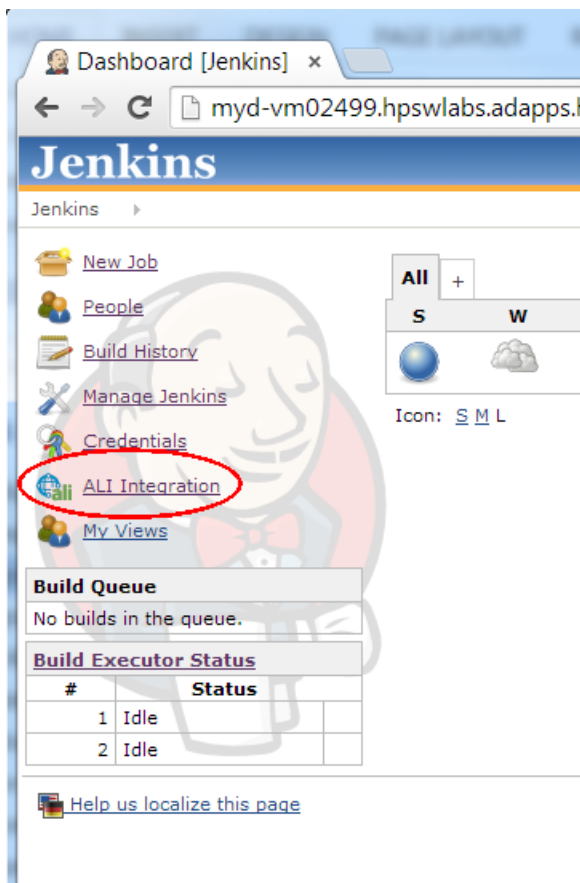 Dashboard [Jenkins] ×
myd-vm02499.hpswlabs.adapps.
Jenkins
Jenkins
New Job
People
Build History
Manage Jenkins
Credentials
ali
ALI Integration
My Views
All +
S W
Icon: S M L
Build Queue
No builds in the queue.
Build Executor Status
# Status
1 Idle
2 Idle
Help us localize this page